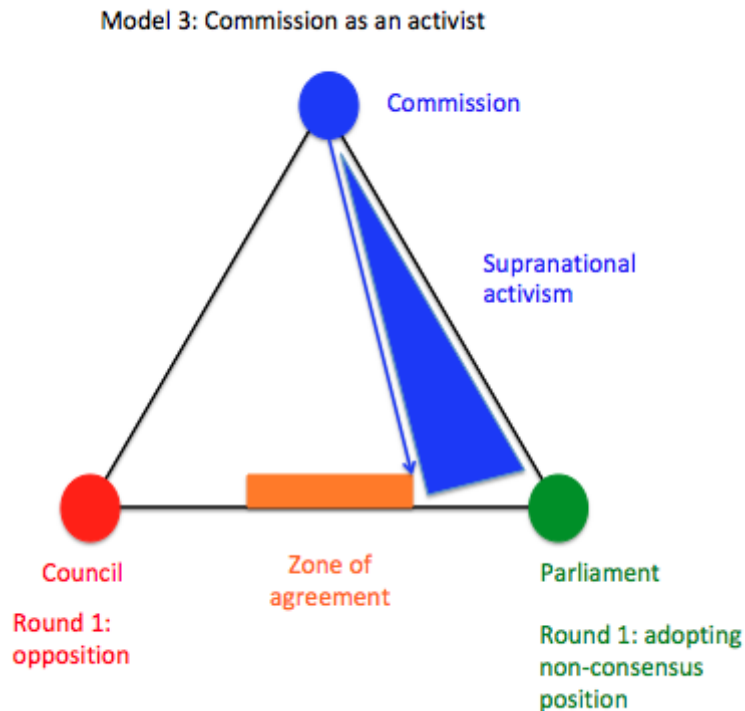 Model 3: Commission as an activist
Commission
Supranational
activism
Council
Round 1:
opposition
Zone of
agreement
Parliament
Round 1: adopting
non-consensus
position